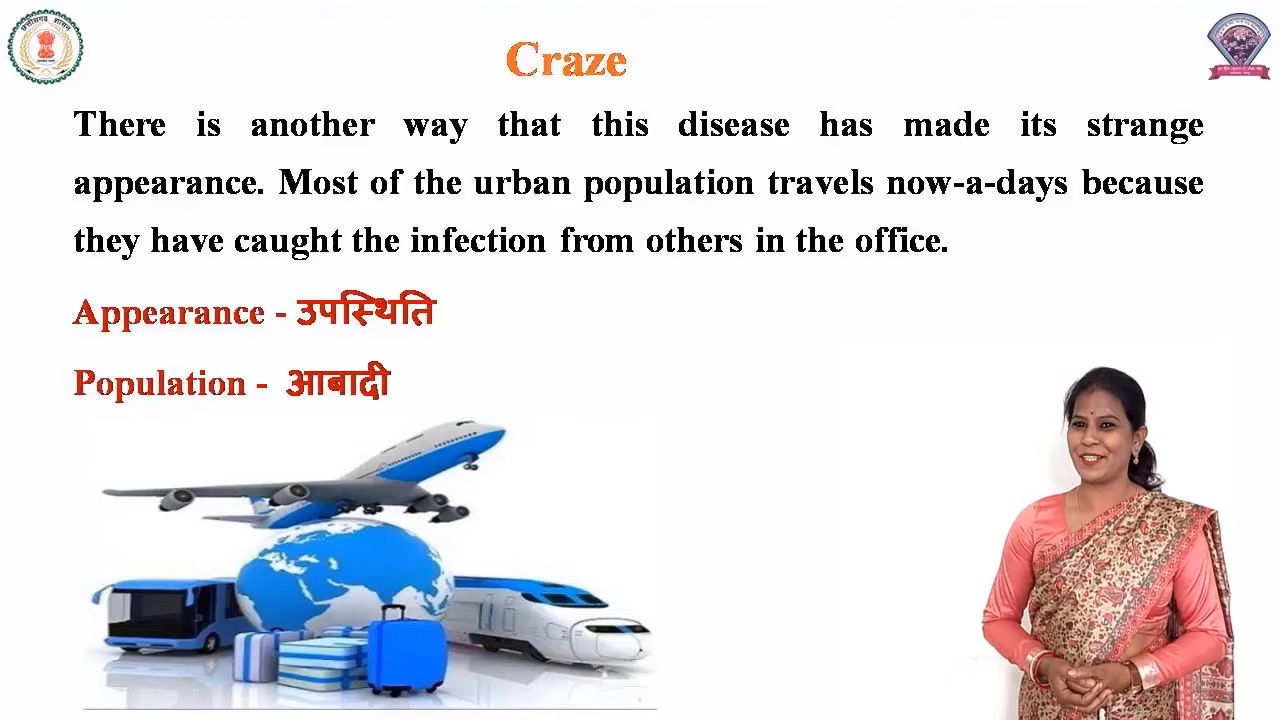 Craze
There is another way that this disease has made its strange
appearance. Most of the urban population travels now-a-days because
they have caught the infection from others in the office.
Appearance - उपस्थिति
Population - आबादी